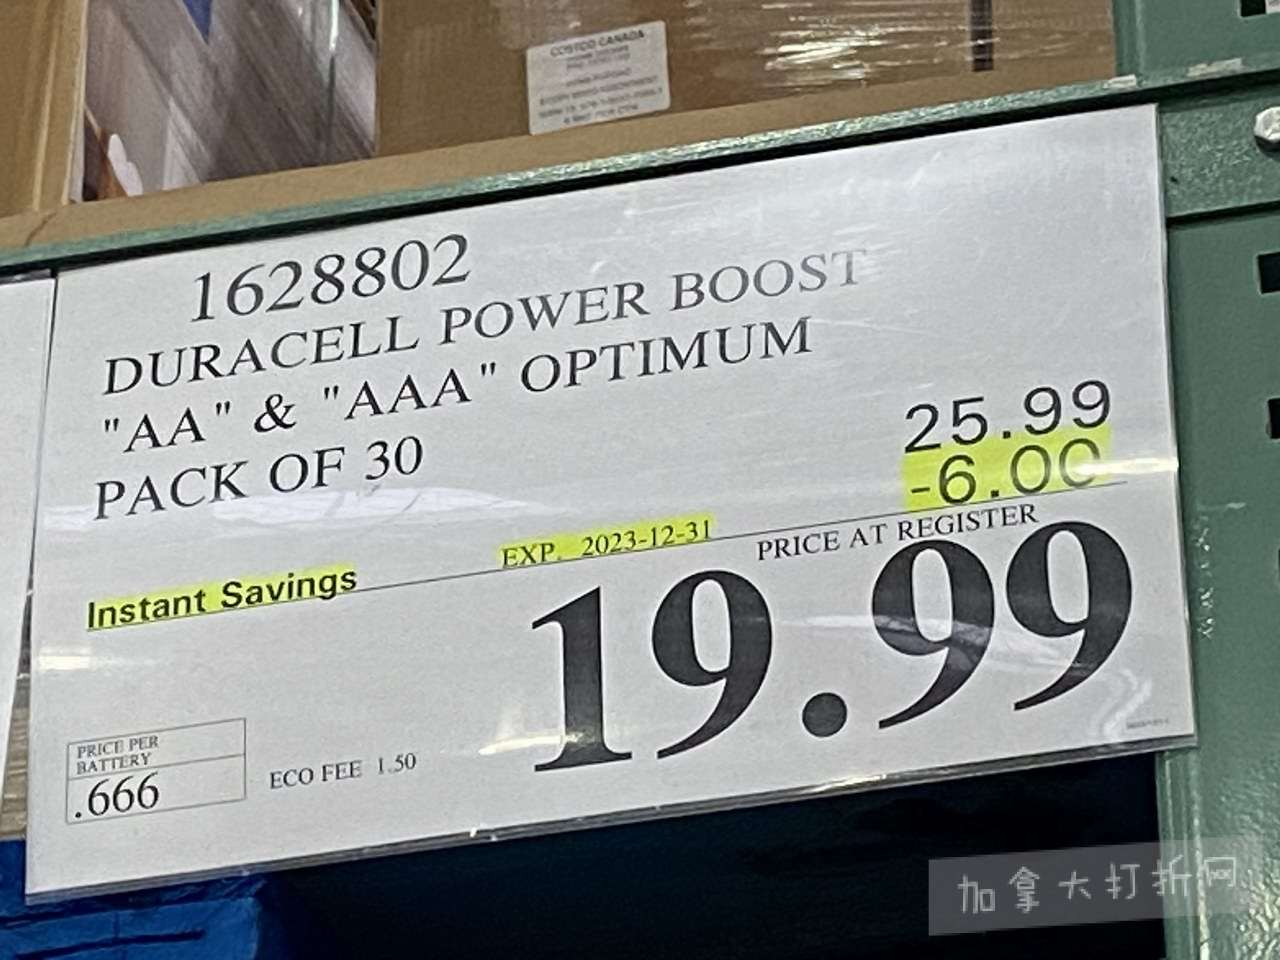 COSTCO CANADA
1628802
DURACELL POWER BOOST
"AA" & "AAA" OPTIMUM
PACK OF 30
25.99
-6.00
Instant Savings
EXP. 2023-12-31
PRICE AT REGISTER
19.99
PRICE PER
BATTERY
.666
ECO FEE 1.50
加拿大打折网